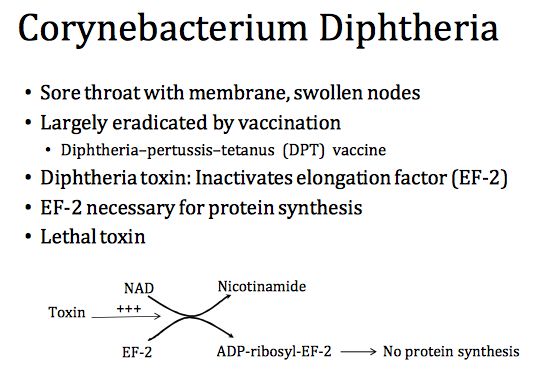 Corynebacterium Diphtheria
• Sore throat with membrane, swollen nodes
• Largely eradicated by vaccination
• Diphtheria–pertussis–tetanus (DPT) vaccine
• Diphtheria toxin: Inactivates elongation factor (EF-2)
• EF-2 necessary for protein synthesis
• Lethal toxin
NAD Nicotinamide
Toxin +++
EF-2 ADP-ribosyl-EF-2 No protein synthesis